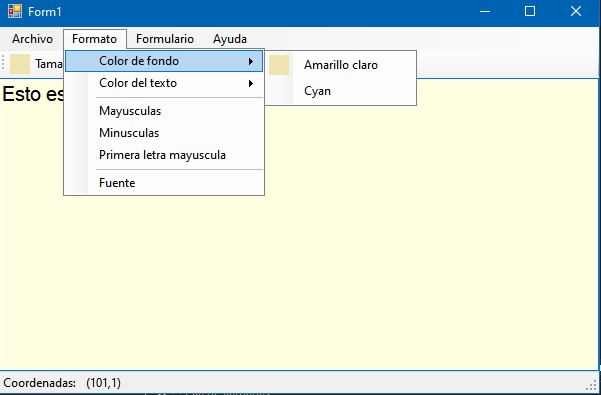 Form1
Archivo Formato Formulario Ayuda
Color de fondo
Amarillo claro
Tama
Color del texto
Cyan
Esto es
Mayusculas
Minusculas
Primera letra mayuscula
Fuente
Coordenadas: (101,1)